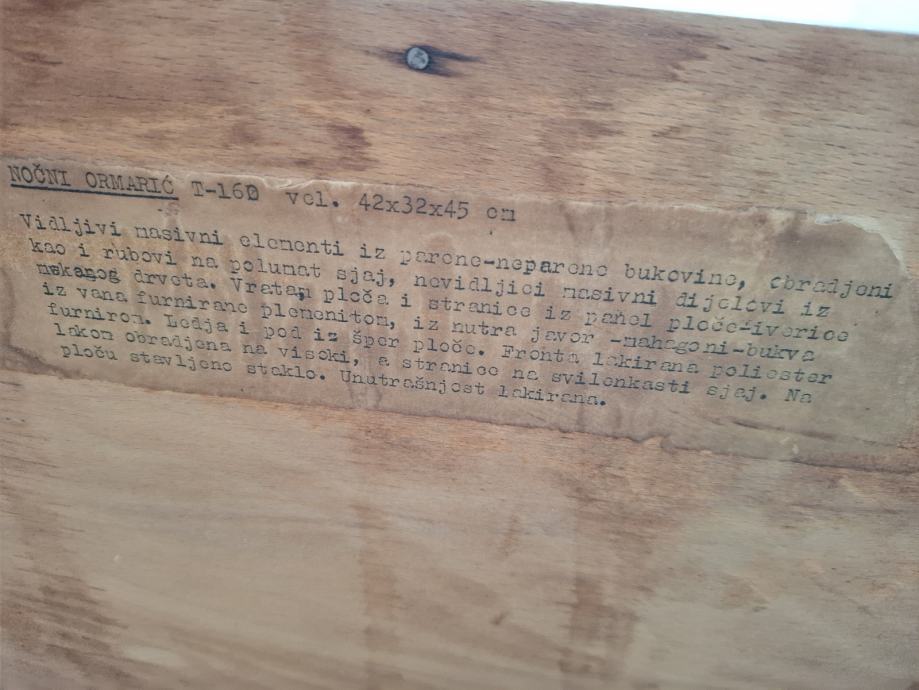 NOČNI ORMARIĆ T-160 vel. 42x32x45 cm
Vidljivi masivni elementi iz parene-neparene bukovine, obradjeni
kao i rubovi na polumat sjaj, nevidljici masivni dijelovi iz
mekanog drveta. Vratam ploča i stranice iz panel ploče-iverice
iz vana furnirane plemenitom, iz nutra javor -mahagoni-bukva
furnirom. Ledja i pod iz šper ploče. Fronta lakirana poliester
lakom obradjena na visoki, a stranice na svilenkasti sjaj. Na
ploču stavljeno staklo. Unutrašnjost lakirana.